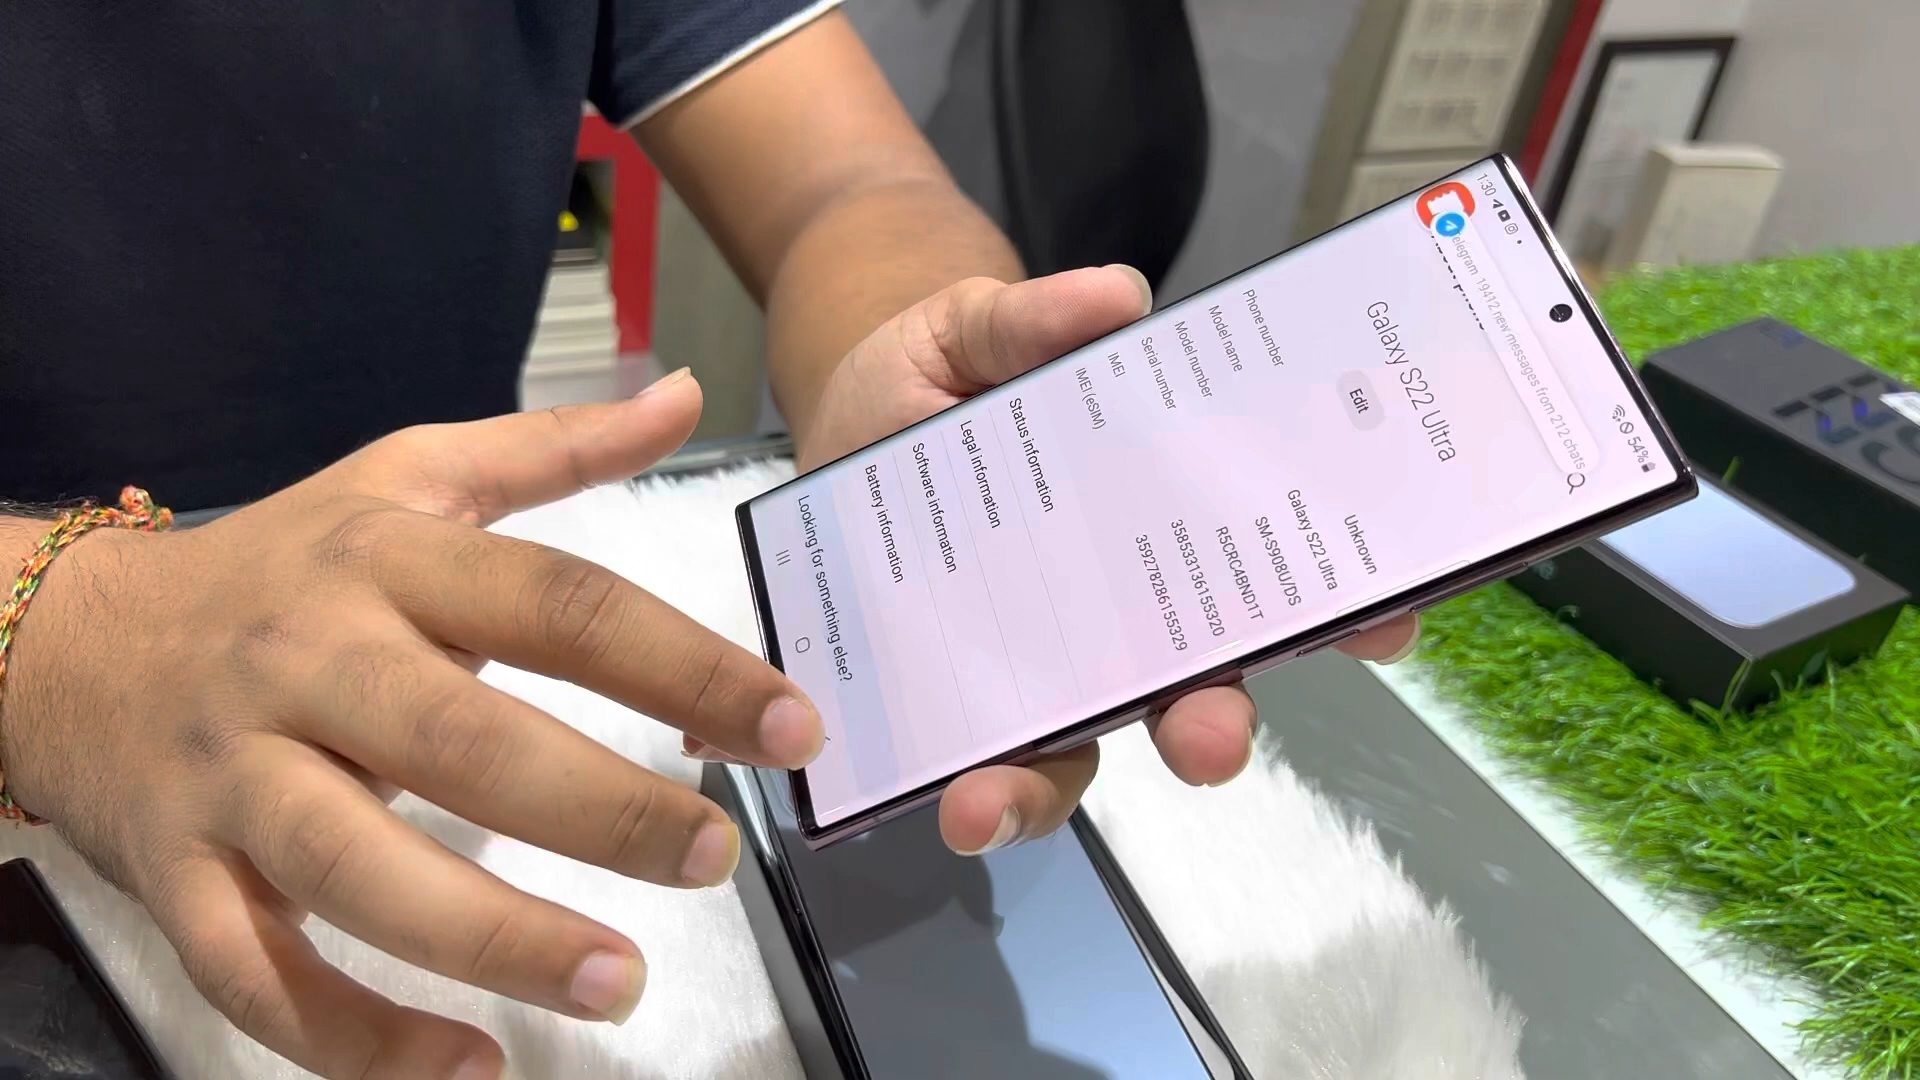 1:30
54%
Telegram 19412 new messages from 212 chats
Galaxy S22 Ultra
Edit
Phone number
Unknown
Model name
Galaxy S22 Ultra
Model number
SM-S908U/DS
Serial number
R5CRC4BND1T
IMEI
358533136155320
IMEI (eSIM)
359278286155329
Status information
Legal information
Software information
Battery information
Looking for something else?